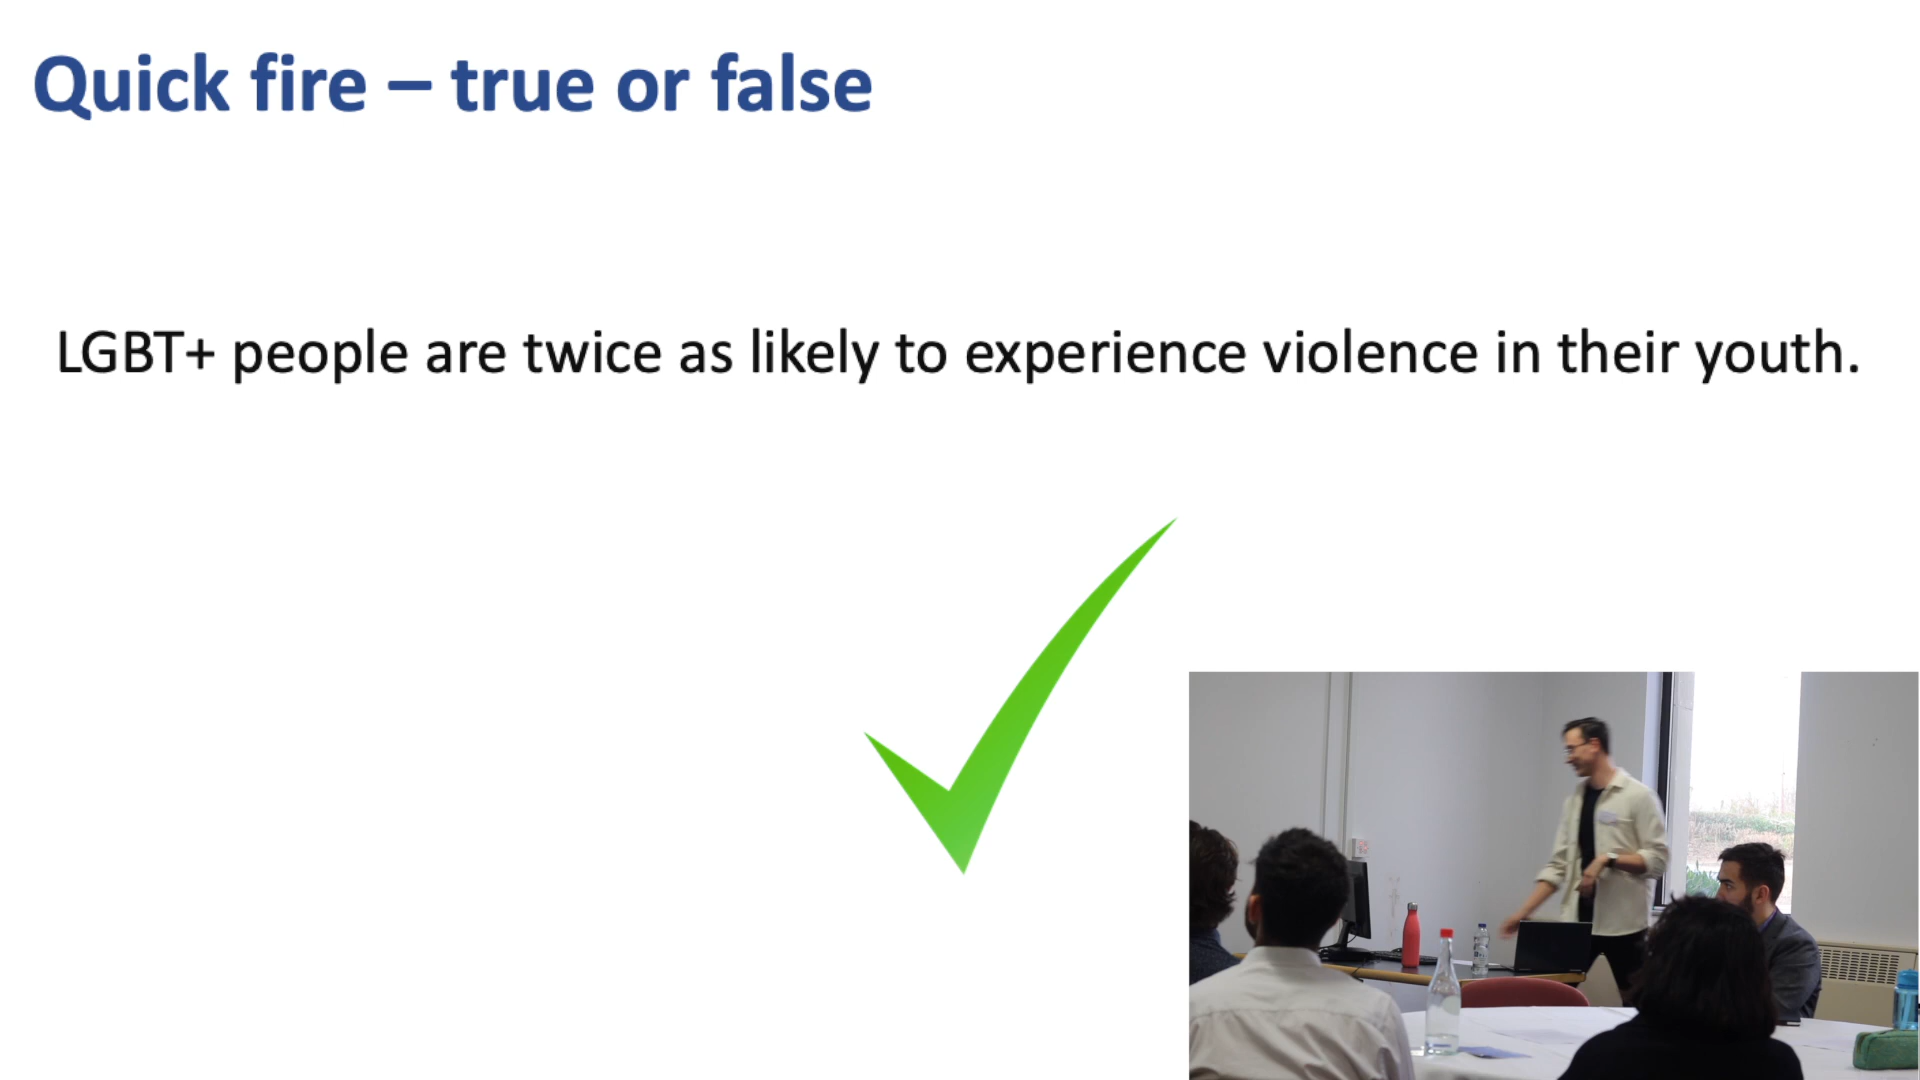 Quick fire – true or false
LGBT+ people are twice as likely to experience violence in their youth.